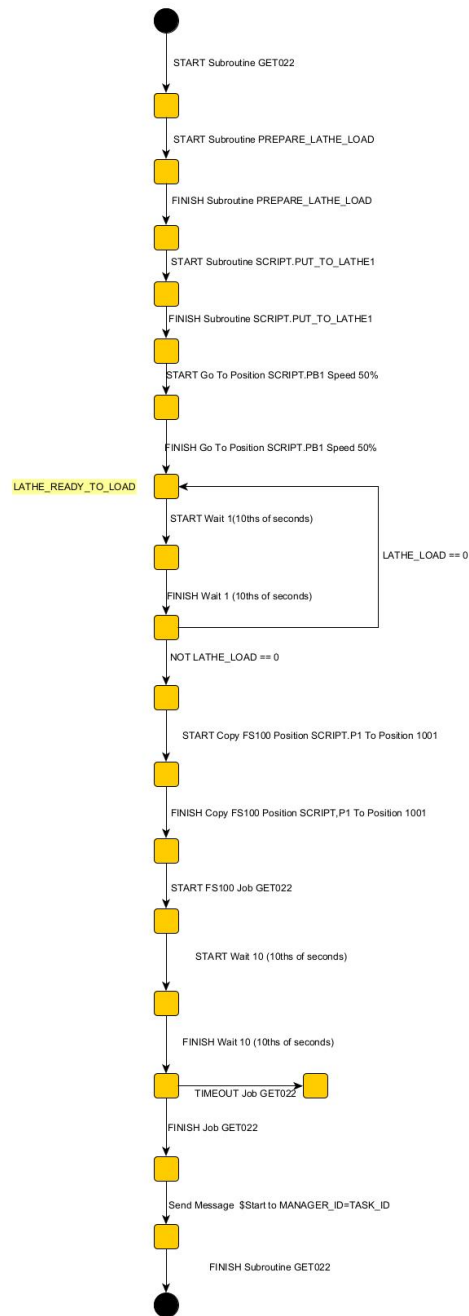 START Subroutine GET022
START Subroutine PREPARE_LATHE_LOAD
FINISH Subroutine PREPARE_LATHE_LOAD
START Subroutine SCRIPT.PUT_TO_LATHE1
FINISH Subroutine SCRIPT.PUT_TO_LATHE1
START Go To Position SCRIPT.PB1 Speed 50%
FINISH Go To Position SCRIPT.PB1 Speed 50%
LATHE_READY_TO_LOAD
START Wait 1(10ths of seconds)
LATHE_LOAD == 0
FINISH Wait 1 (10ths of seconds)
NOT LATHE_LOAD == 0
START Copy FS100 Position SCRIPT.P1 To Position 1001
FINISH Copy FS100 Position SCRIPT,P1 To Position 1001
START FS100 Job GET022
START Wait 10 (10ths of seconds)
FINISH Wait 10 (10ths of seconds)
TIMEOUT Job GET022
FINISH Job GET022
Send Message $Start to MANAGER_ID=TASK_ID
FINISH Subroutine GET022